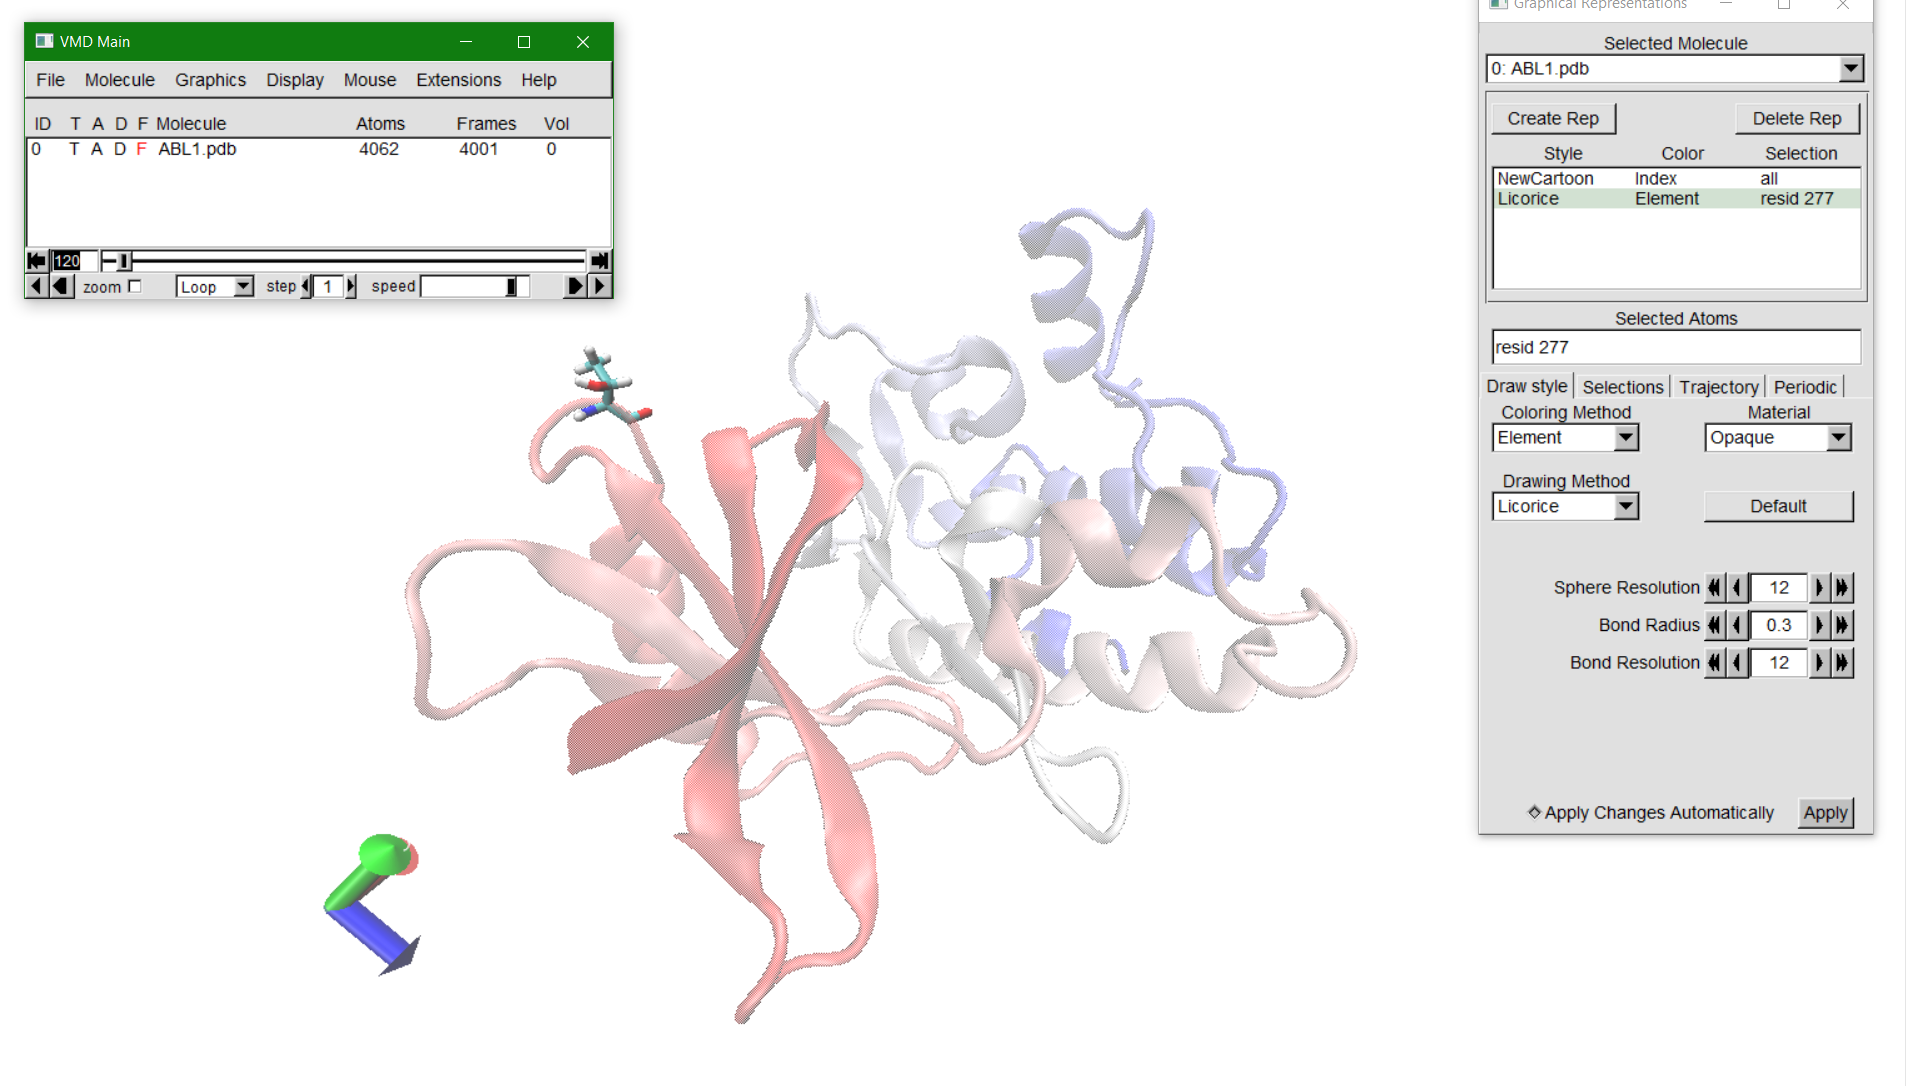 VMD Main
File Molecule Graphics Display Mouse Extensions Help
ID T A D F Molecule Atoms Frames Vol
0 T A D F ABL1.pdb 4062 4001 0
120
zoom Loop step 1 speed
Graphical Representations
Selected Molecule
0: ABL1.pdb
Create Rep Delete Rep
Style Color Selection
NewCartoon Index all
Licorice Element resid 277
Selected Atoms
resid 277
Draw style Selections Trajectory Periodic
Coloring Method Material
Element Opaque
Drawing Method
Licorice Default
Sphere Resolution 12
Bond Radius 0.3
Bond Resolution 12
Apply Changes Automatically Apply